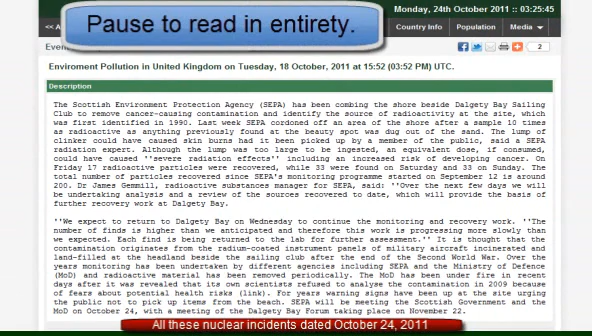 Monday, 24th October 2011 :: 03:25:45
Pause to read in entirety.
<< A
Country Info
Population
Media
Even
2
Enviroment Pollution in United Kingdom on Tuesday, 18 October, 2011 at 15:52 (03:52 PM) UTC.
Description
The Scottish Environment Protection Agency (SEPA) has been combing the shore beside Dalgety Bay Sailing
Club to remove cancer-causing contamination and identify the source of radioactivity at the site, which
was first identified in 1990. Last week SEPA cordoned off an area of the shore after a sample 10 times
as radioactive as anything previously found at the beauty spot was dug out of the sand. The lump of
clinker could have caused skin burns had it been picked up by a member of the public, said a SEPA
radiation expert. Although the lump was too large to be ingested, an equivalent dose, if consumed,
could have caused ''severe radiation effects'' including an increased risk of developing cancer. On
Friday 17 radioactive particles were recovered, while 33 were found on Saturday and 33 on Sunday. The
total number of particles recovered since SEPA's monitoring programme started on September 12 is around
200. Dr James Gemmill, radioactive substances manager for SEPA, said: ''Over the next few days we will
be undertaking analysis and a review of the sources recovered to date, which will provide the basis of
further recovery work at Dalgety Bay.
''We expect to return to Dalgety Bay on Wednesday to continue the monitoring and recovery work. ''The
number of finds is higher than we anticipated and therefore this work is progressing more slowly than
we expected. Each find is being returned to the lab for further assessment.'' It is thought that the
contamination originates from the radium-coated instrument panels of military aircraft incinerated and
land-filled at the headland beside the sailing club after the end of the Second World War. Over the
years monitoring has been undertaken by different agencies including SEPA and the Ministry of Defence
(MoD) and radioactive material has been removed periodically. The MoD has been under fire in recent
days after it was revealed that its own scientists refused to analyse the contamination in 2009 because
of fears about potential health risks (link). For years warning signs have been up at the site urging
the public not to pick up items from the beach. SEPA will be meeting the Scottish Government and the
MoD on October 24, with a meeting of the Dalgety Bay Forum taking place on November 22.
All these nuclear incidents dated October 24, 2011